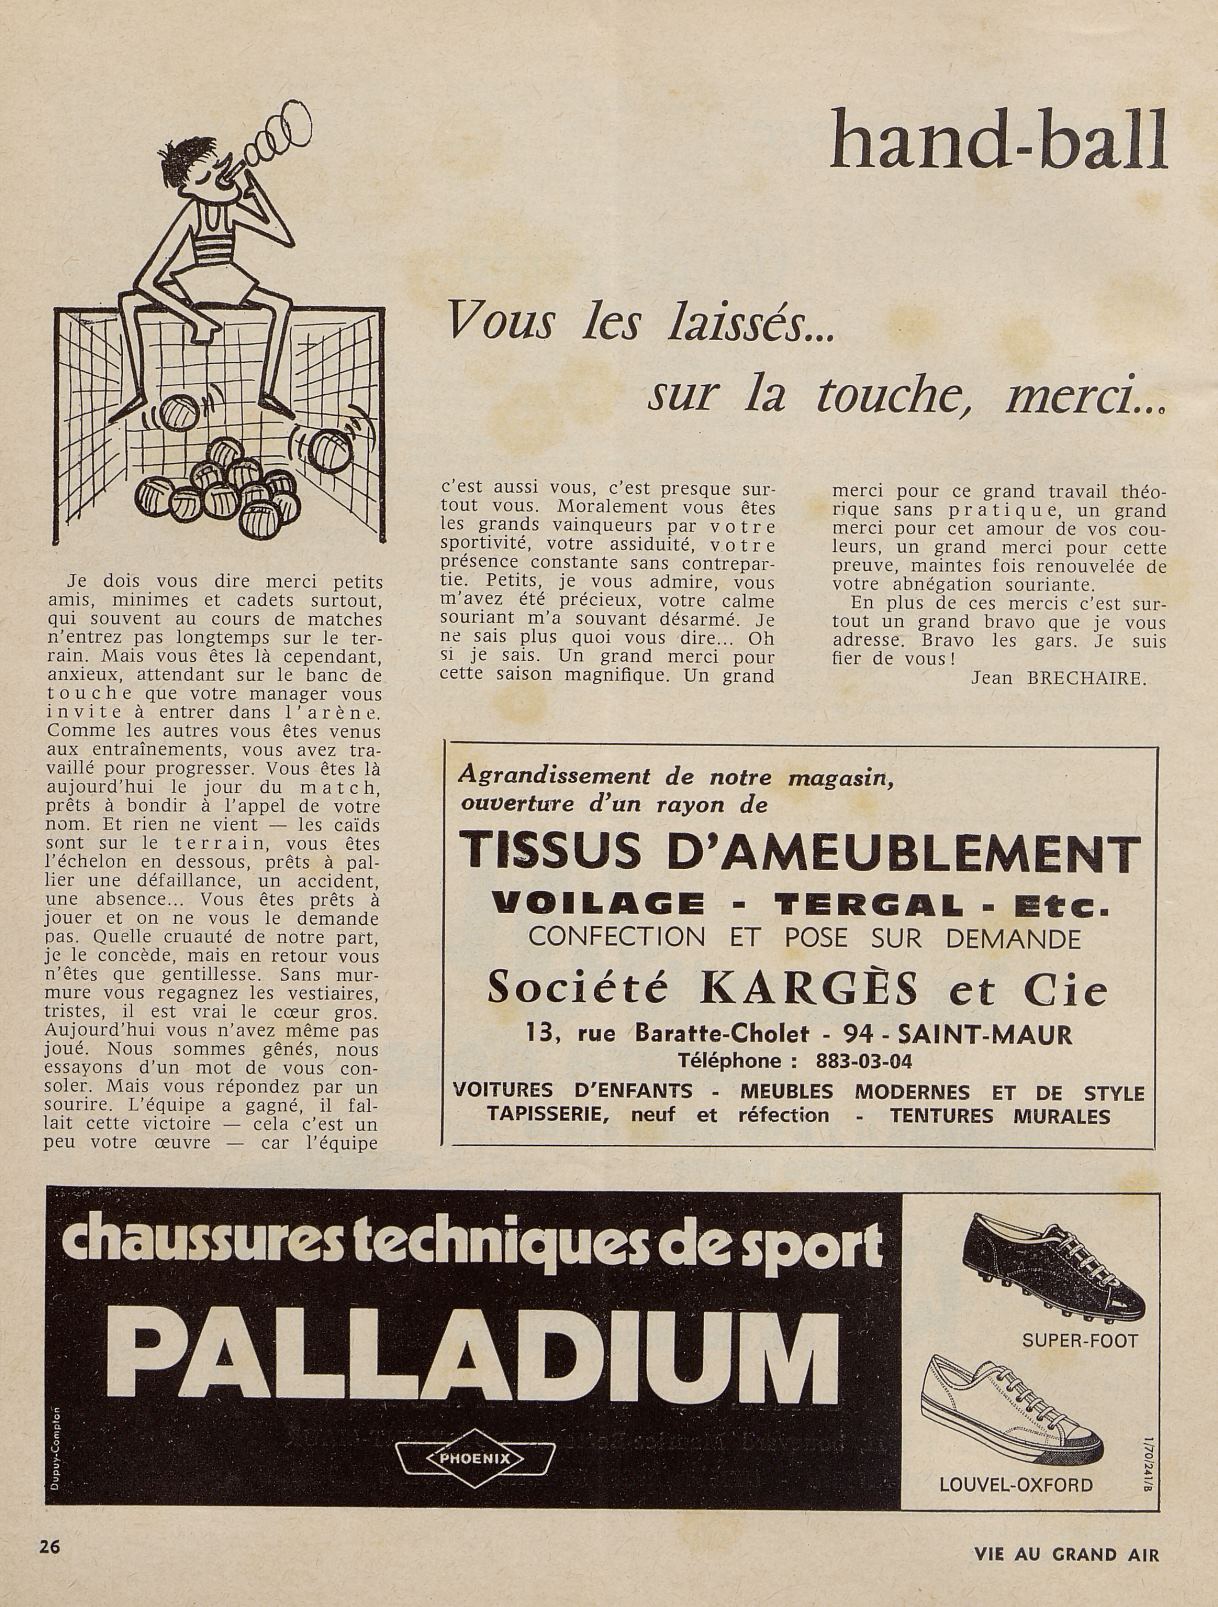 hand-ball
Vous les laissés...
sur la touche, merci...
Je dois vous dire merci petits
amis, minimes et cadets surtout,
qui souvent au cours de matches
n'entrez pas longtemps sur le ter-
rain. Mais vous êtes là cependant,
anxieux, attendant sur le banc de
touche que votre manager vous
invite à entrer dans l'arène.
Comme les autres vous êtes venus
aux entraînements, vous avez tra-
vaillé pour progresser. Vous êtes là
aujourd'hui le jour du match,
prêts à bondir à l'appel de votre
nom. Et rien ne vient — les caïds
sont sur le terrain, vous êtes
l'échelon en dessous, prêts à pal-
lier une défaillance, un accident,
une absence... Vous êtes prêts à
jouer et on ne vous le demande
pas. Quelle cruauté de notre part,
je le concède, mais en retour vous
n'êtes que gentillesse. Sans mur-
mure vous regagnez les vestiaires,
tristes, il est vrai le cœur gros.
Aujourd'hui vous n'avez même pas
joué. Nous sommes gênés, nous
essayons d'un mot de vous con-
soler. Mais vous répondez par un
sourire. L'équipe a gagné, il fal-
lait cette victoire — cela c'est un
peu votre œuvre — car l'équipe
c'est aussi vous, c'est presque sur-
tout vous. Moralement vous êtes
les grands vainqueurs par votre
sportivité, votre assiduité, votre
présence constante sans contrepar-
tie. Petits, je vous admire, vous
m'avez été précieux, votre calme
souriant m'a souvant désarmé. Je
ne sais plus quoi vous dire... Oh
si je sais. Un grand merci pour
cette saison magnifique. Un grand
merci pour ce grand travail théo-
rique sans pratique, un grand
merci pour cet amour de vos cou-
leurs, un grand merci pour cette
preuve, maintes fois renouvelée de
votre abnégation souriante.
En plus de ces mercis c'est sur-
tout un grand bravo que je vous
adresse. Bravo les gars. Je suis
fier de vous !
Jean BRECHAIRE.
Agrandissement de notre magasin,
ouverture d'un rayon de
TISSUS D'AMEUBLEMENT
VOILAGE - TERGAL - Etc.
CONFECTION ET POSE SUR DEMANDE
Société KARGÈS et Cie
13, rue Baratte-Cholet - 94 - SAINT-MAUR
Téléphone : 883-03-04
VOITURES D'ENFANTS - MEUBLES MODERNES ET DE STYLE
TAPISSERIE, neuf et réfection - TENTURES MURALES
chaussures techniques de sport
PALLADIUM
PHOENIX
Dupuy-Compton
SUPER-FOOT
LOUVEL-OXFORD
1/70/241/B
26
VIE AU GRAND AIR